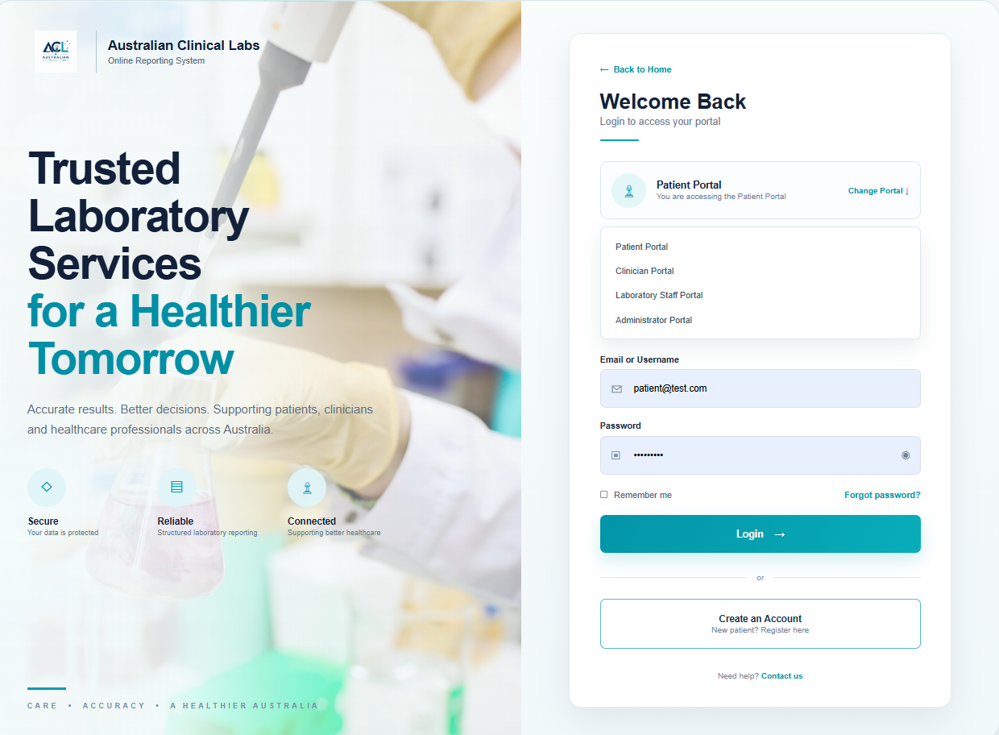 ACL
AUSTRALIAN
Australian Clinical Labs
Online Reporting System
Trusted
Laboratory
Services
for a Healthier
Tomorrow
Accurate results. Better decisions. Supporting patients, clinicians
and healthcare professionals across Australia.
Secure
Your data is protected
Reliable
Structured laboratory reporting
Connected
Supporting better healthcare
CARE • ACCURACY • A HEALTHIER AUSTRALIA
← Back to Home
Welcome Back
Login to access your portal
Patient Portal
You are accessing the Patient Portal
Change Portal ↓
Patient Portal
Clinician Portal
Laboratory Staff Portal
Administrator Portal
Email or Username
patient@test.com
Password
•••••••••
Remember me
Forgot password?
Login →
or
Create an Account
New patient? Register here
Need help? Contact us